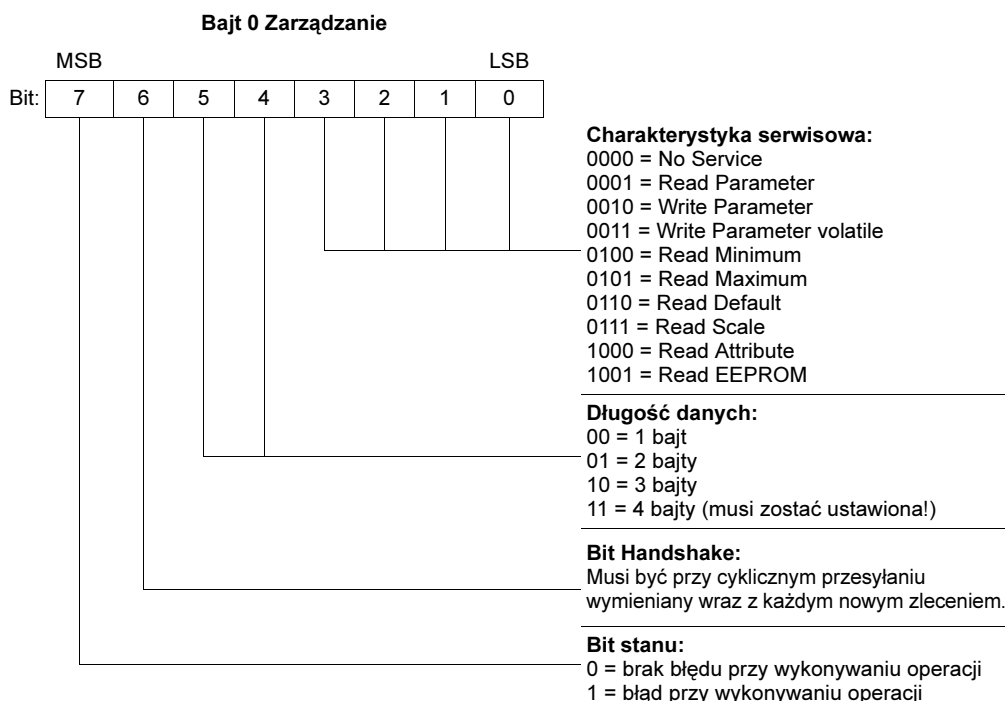 Bajt 0 Zarządzanie
MSB LSB
Bit: 7 6 5 4 3 2 1 0
Charakterystyka serwisowa:
0000 = No Service
0001 = Read Parameter
0010 = Write Parameter
0011 = Write Parameter volatile
0100 = Read Minimum
0101 = Read Maximum
0110 = Read Default
0111 = Read Scale
1000 = Read Attribute
1001 = Read EEPROM
Długość danych:
00 = 1 bajt
01 = 2 bajty
10 = 3 bajty
11 = 4 bajty (musi zostać ustawiona!)
Bit Handshake:
Musi być przy cyklicznym przesyłaniu
wymieniany wraz z każdym nowym zleceniem.
Bit stanu:
0 = brak błędu przy wykonywaniu operacji
1 = błąd przy wykonywaniu operacji